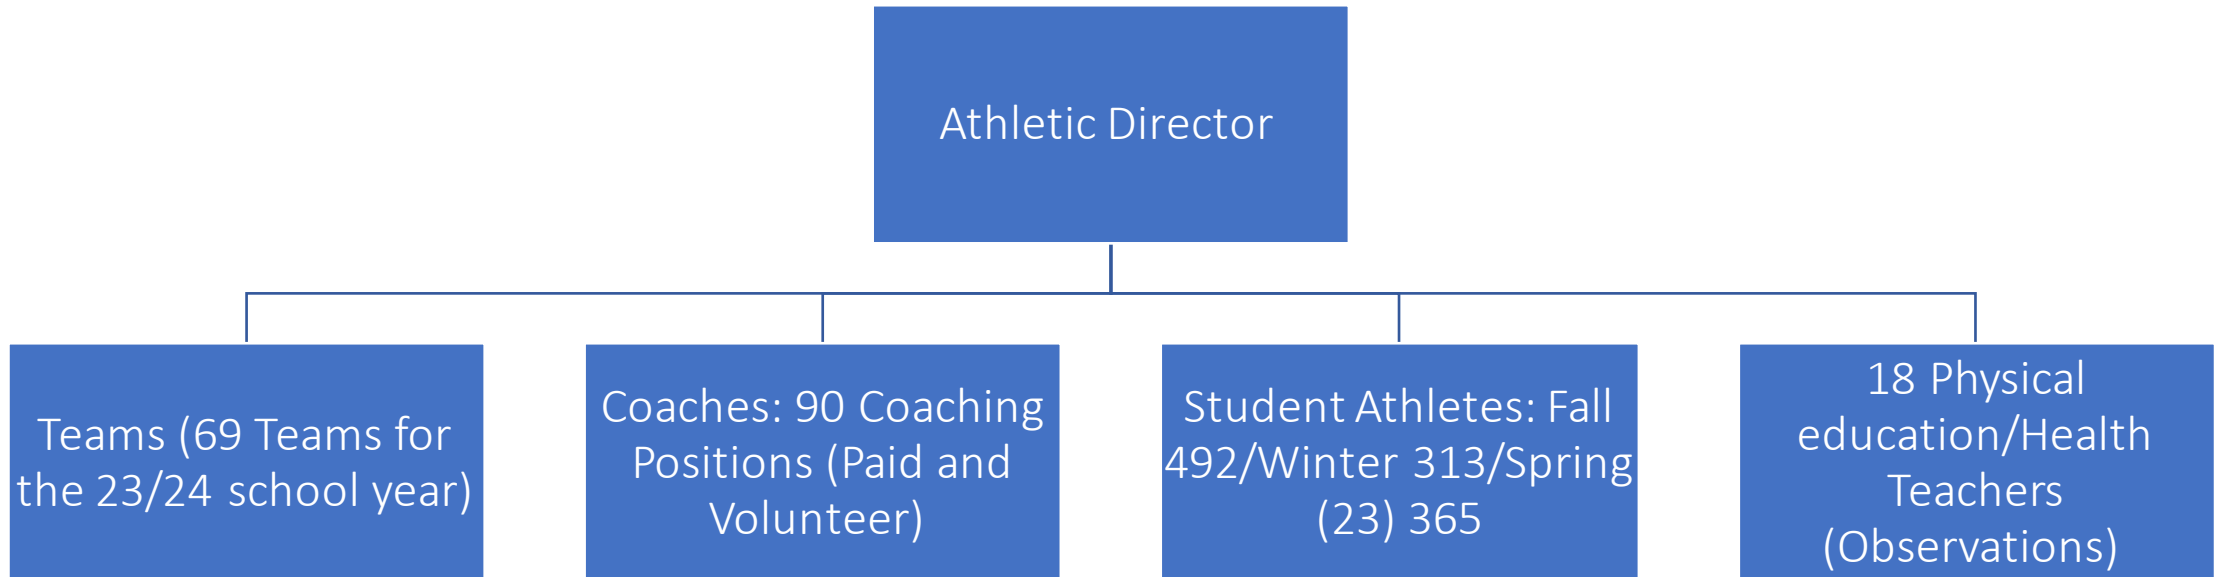 Athletic Director
Teams (69 Teams for
the 23/24 school year)
Coaches: 90 Coaching
Positions (Paid and
Volunteer)
Student Athletes: Fall
492/Winter 313/Spring
(23) 365
18 Physical
education/Health
Teachers
(Observations)